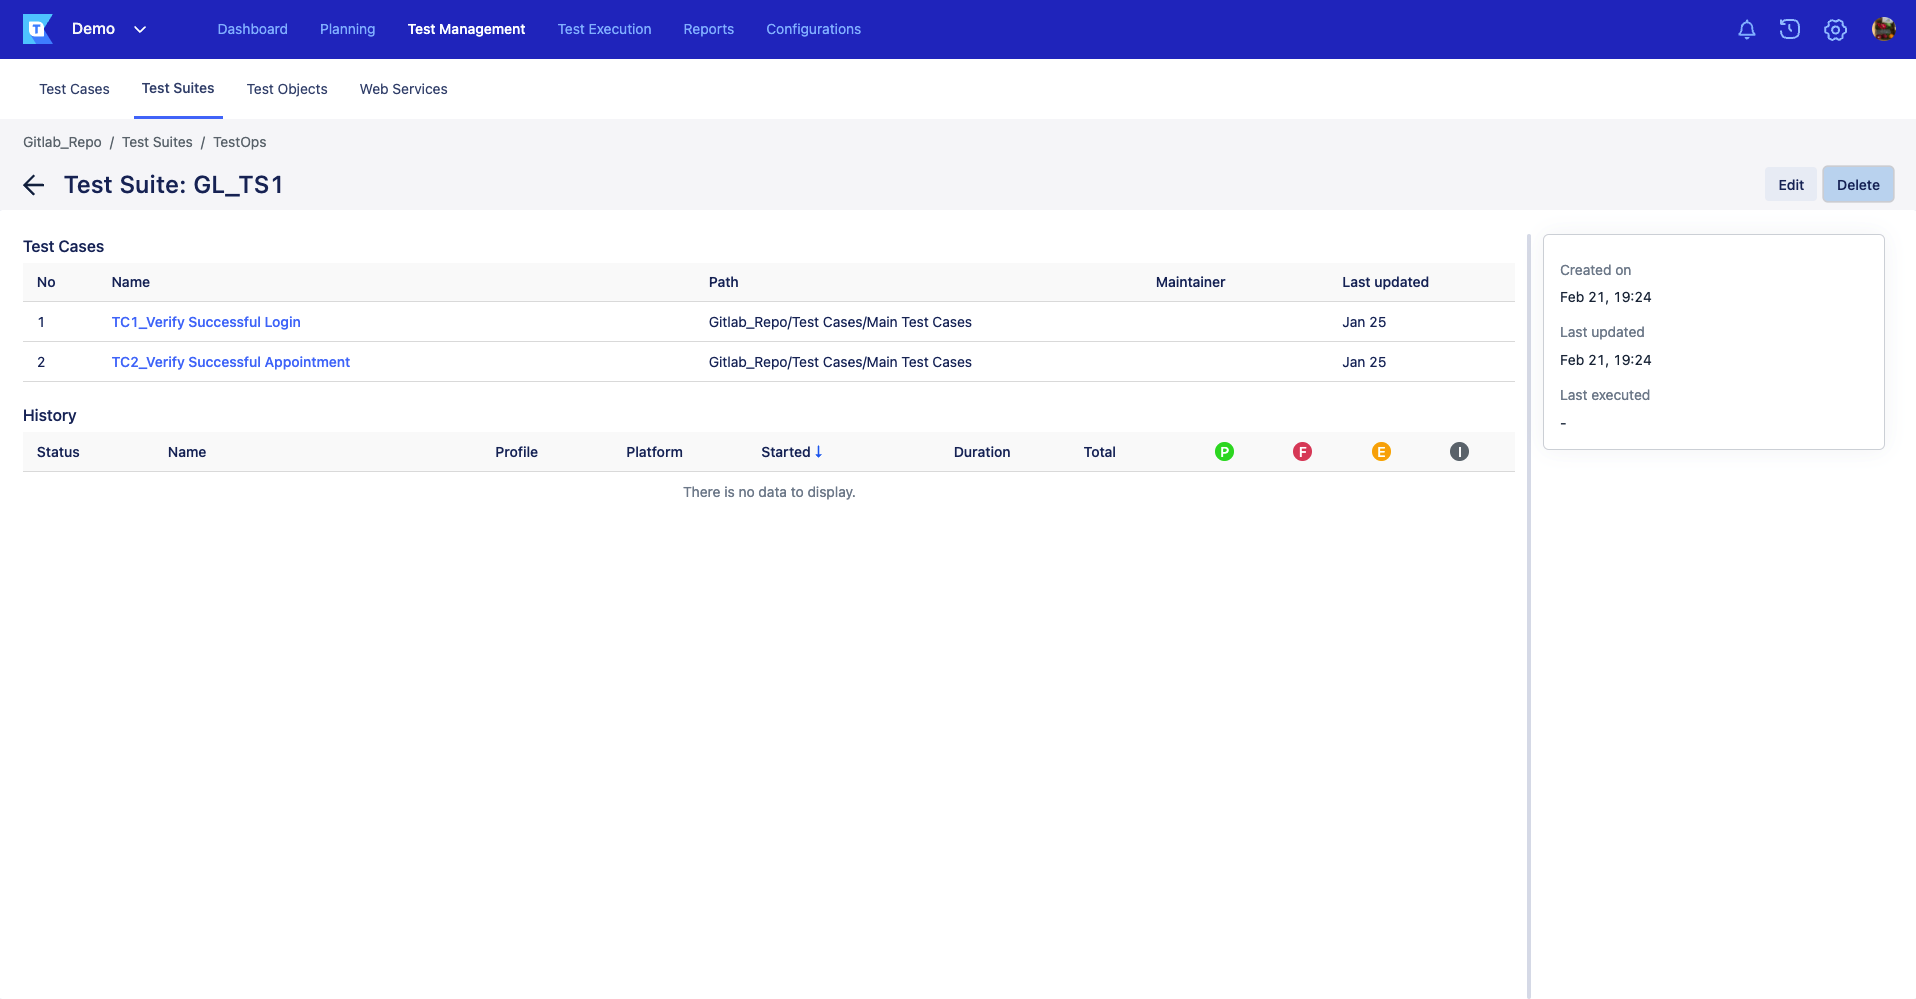 T Demo Dashboard Planning Test Management Test Execution Reports Configurations
Test Cases Test Suites Test Objects Web Services
Gitlab_Repo / Test Suites / TestOps
Test Suite: GL_TS1 Edit Delete
Test Cases
No Name Path Maintainer Last updated
1 TC1_Verify Successful Login Gitlab_Repo/Test Cases/Main Test Cases Jan 25
2 TC2_Verify Successful Appointment Gitlab_Repo/Test Cases/Main Test Cases Jan 25
History
Status Name Profile Platform Started ↓ Duration Total P F E I
There is no data to display.
Created on
Feb 21, 19:24
Last updated
Feb 21, 19:24
Last executed
-